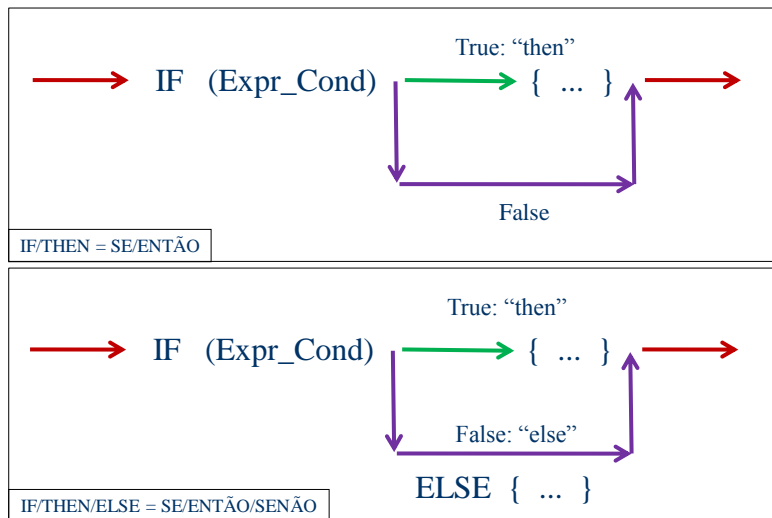 True: “then”
IF (Expr_Cond) { ... }
False
IF/THEN = SE/ENTÃO
True: “then”
IF (Expr_Cond) { ... }
False: “else”
ELSE { ... }
IF/THEN/ELSE = SE/ENTÃO/SENÃO